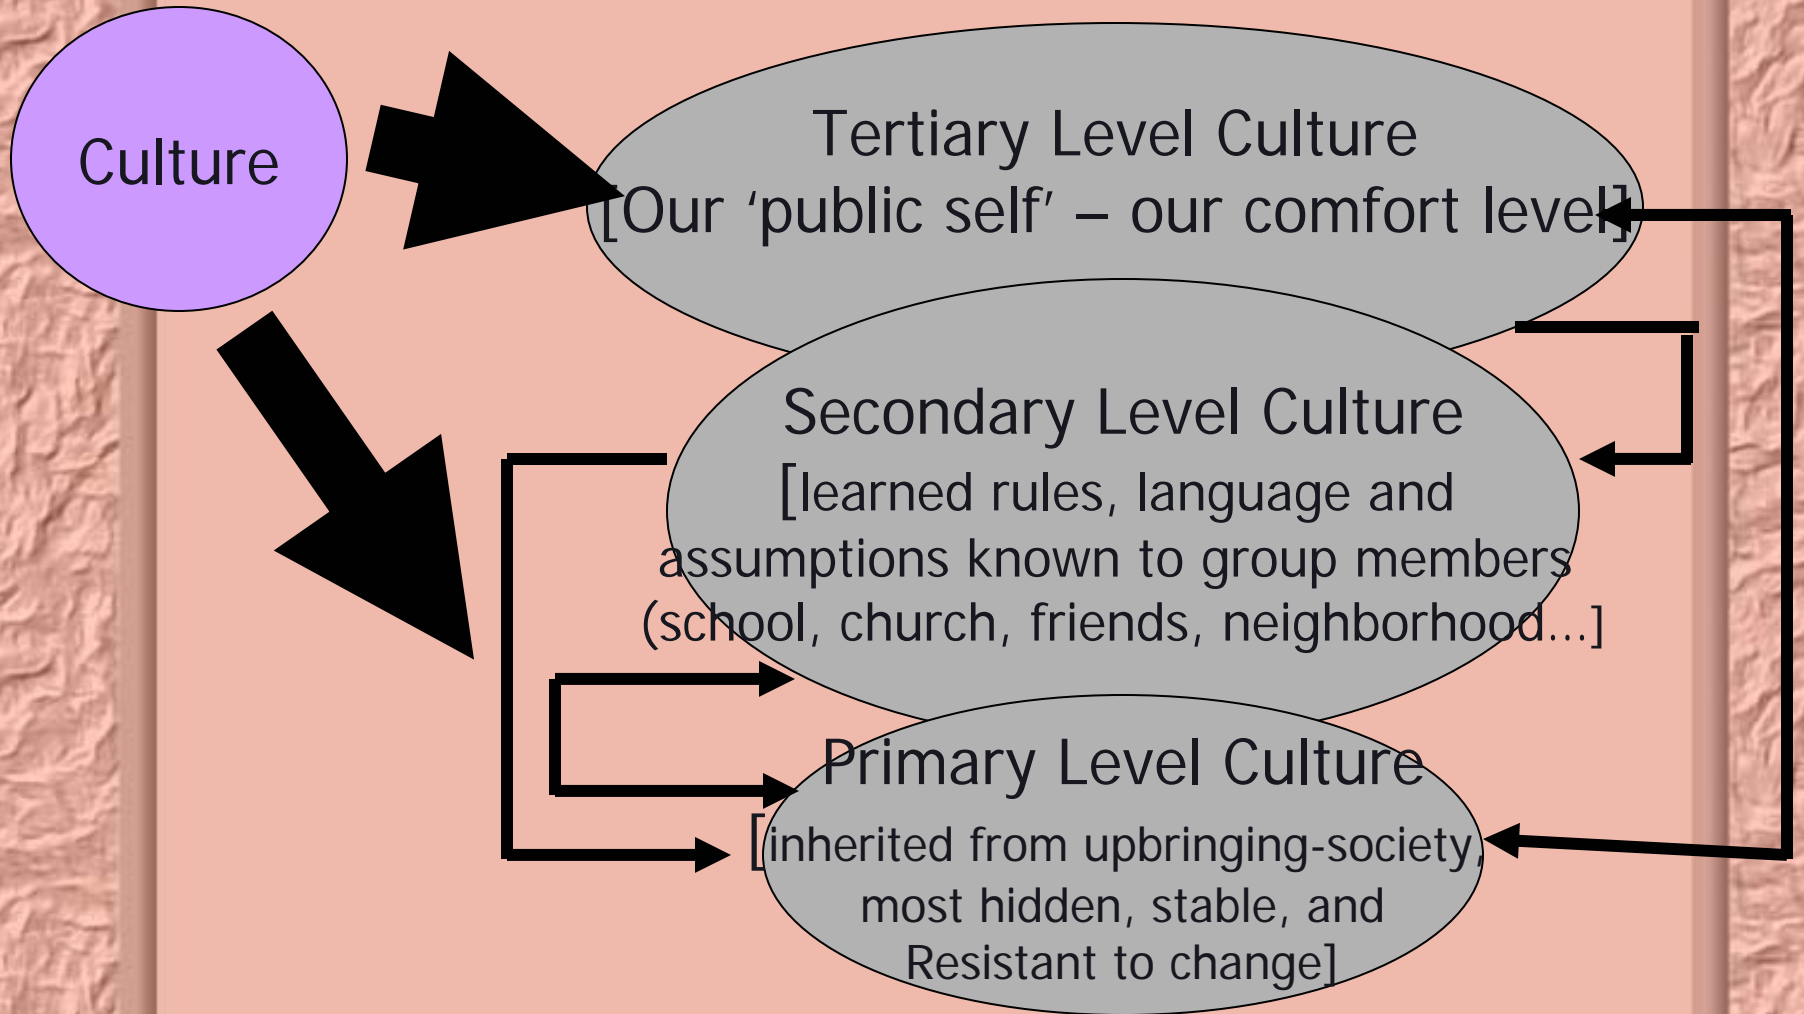 Culture
Tertiary Level Culture
[Our ‘public self’ – our comfort level]
Secondary Level Culture
[learned rules, language and
assumptions known to group members
(school, church, friends, neighborhood…]
Primary Level Culture
[inherited from upbringing-society,
most hidden, stable, and
Resistant to change]